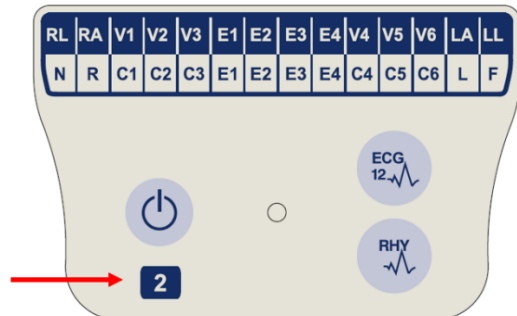 RL RA V1 V2 V3 E1 E2 E3 E4 V4 V5 V6 LA LL
N R C1 C2 C3 E1 E2 E3 E4 C4 C5 C6 L F
ECG
12
RHY
2